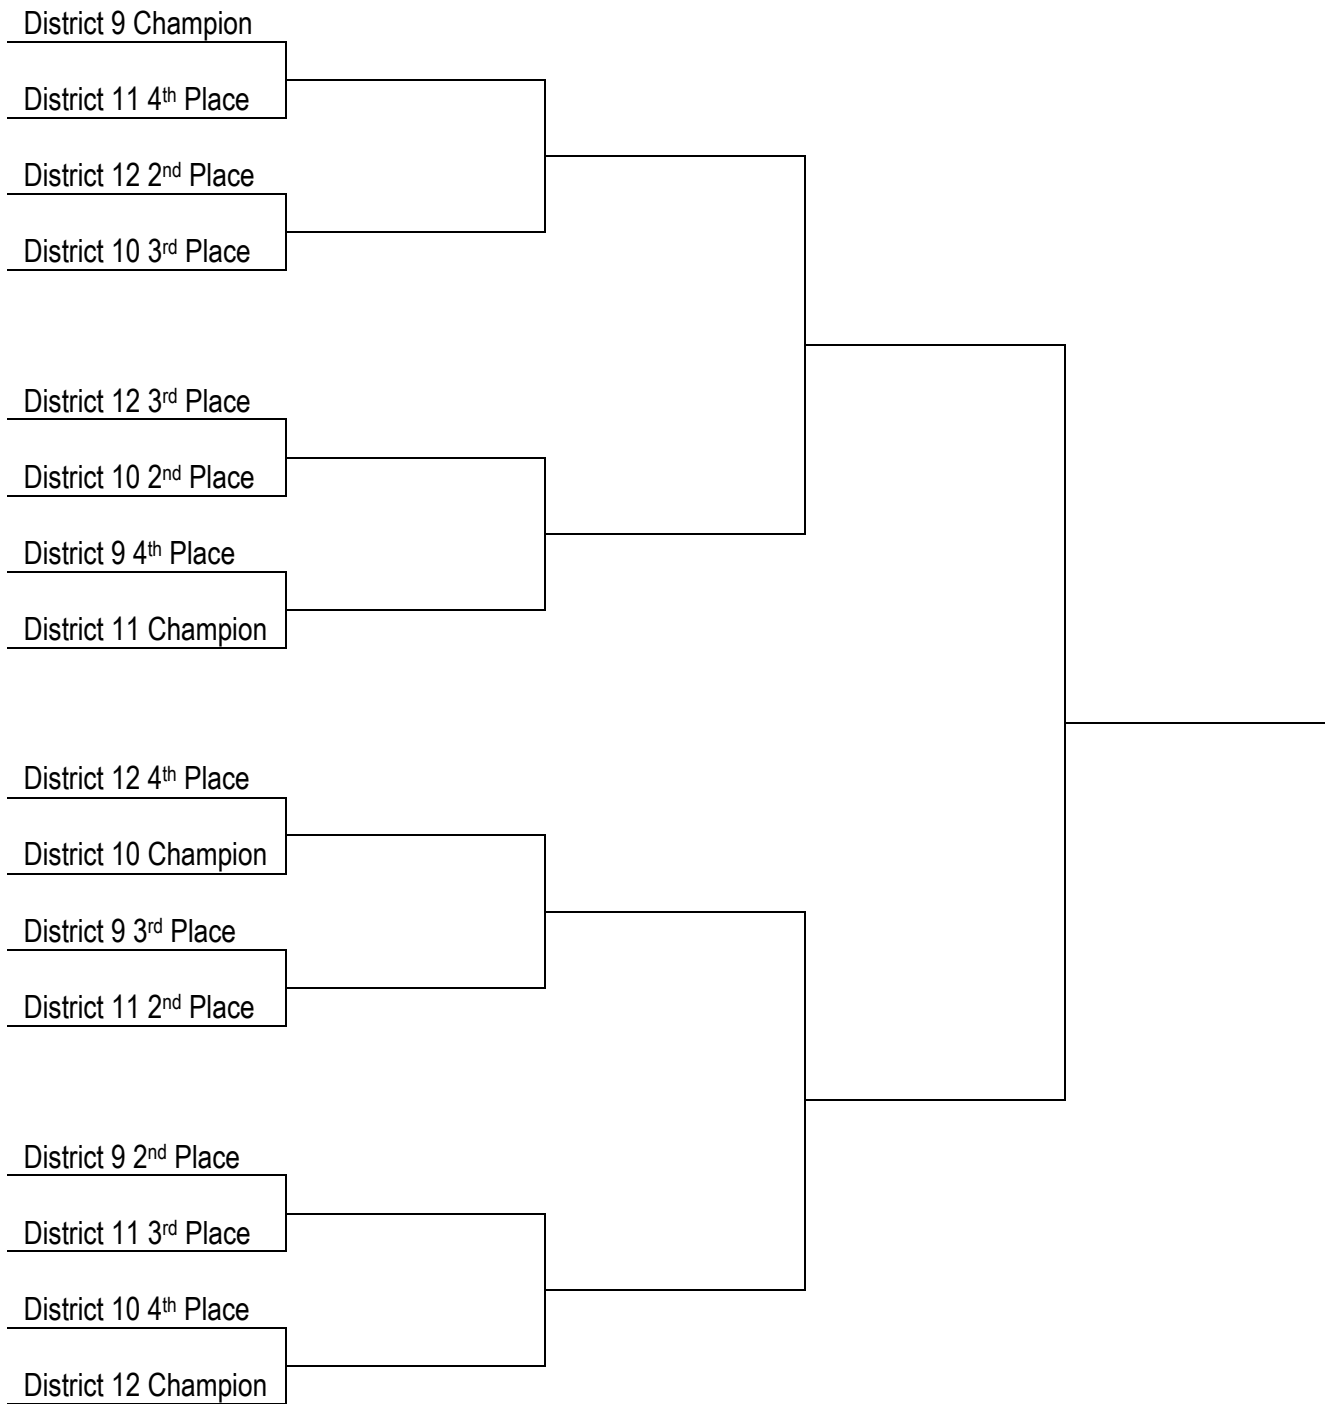 District 9 Champion
District 11 4th Place
District 12 2nd Place
District 10 3rd Place
District 12 3rd Place
District 10 2nd Place
District 9 4th Place
District 11 Champion
District 12 4th Place
District 10 Champion
District 9 3rd Place
District 11 2nd Place
District 9 2nd Place
District 11 3rd Place
District 10 4th Place
District 12 Champion